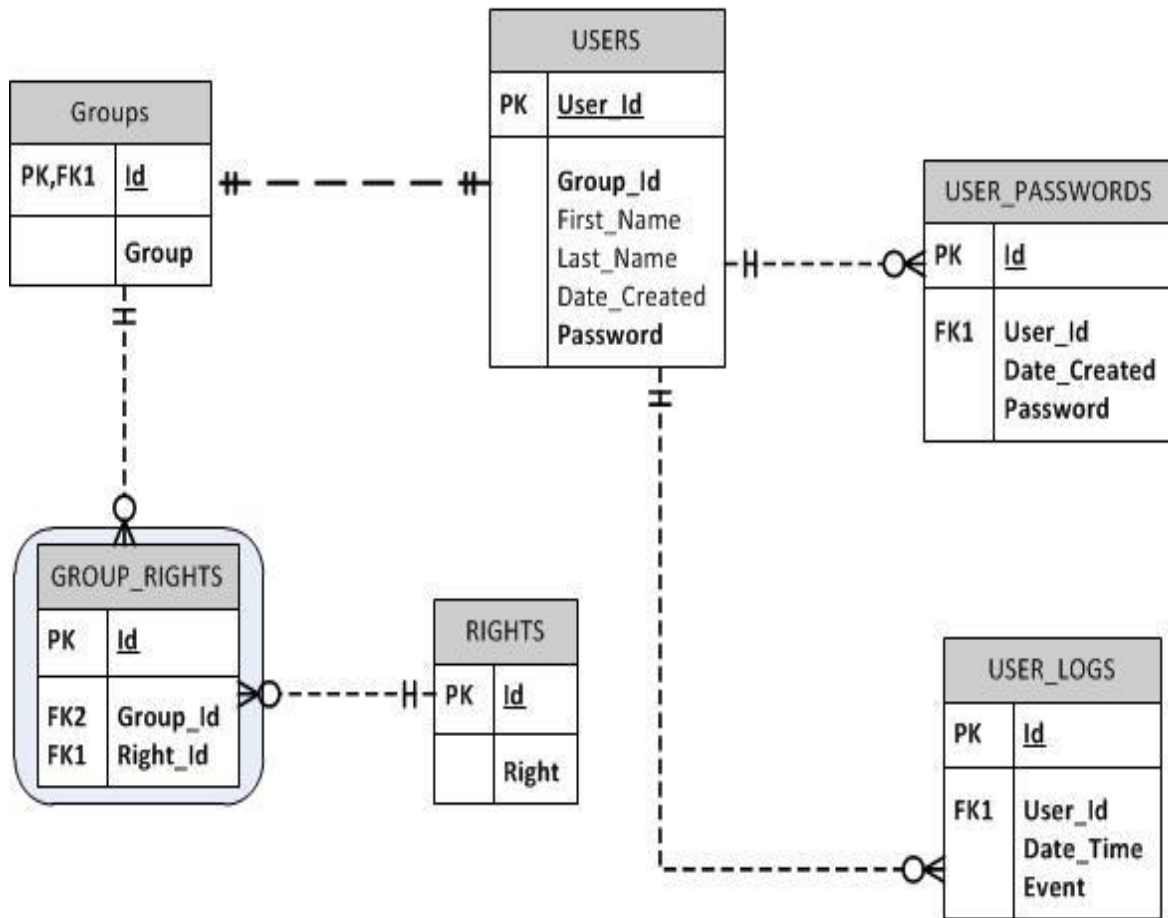 USERS
PK User_Id
Group_Id
First_Name
Last_Name
Date_Created
Password
Groups
PK,FK1 Id
Group
USER_PASSWORDS
PK Id
FK1 User_Id
Date_Created
Password
GROUP_RIGHTS
PK Id
FK2 Group_Id
FK1 Right_Id
RIGHTS
PK Id
Right
USER_LOGS
PK Id
FK1 User_Id
Date_Time
Event